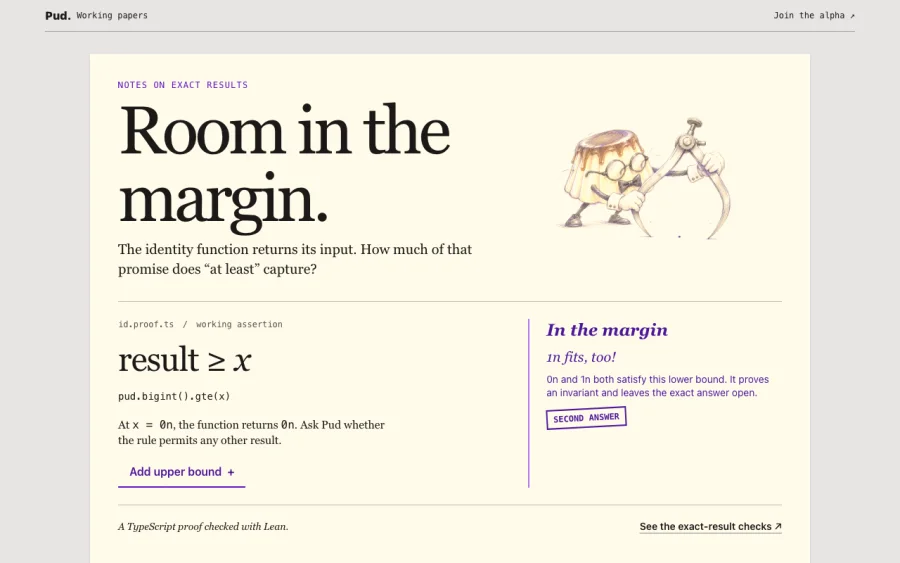 Pud. Working papers
Join the alpha ↗
NOTES ON EXACT RESULTS
Room in the
margin.
The identity function returns its input. How much of that
promise does “at least” capture?
id.proof.ts / working assertion
result ≥ x
pud.bigint().gte(x)
At x = 0n, the function returns 0n. Ask Pud whether
the rule permits any other result.
Add upper bound +
In the margin
1n fits, too!
0n and 1n both satisfy this lower bound. It proves
an invariant and leaves the exact answer open.
SECOND ANSWER
A TypeScript proof checked with Lean.
See the exact-result checks ↗